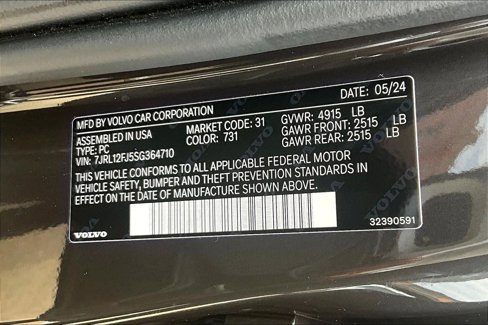 DATE: 05/24
MFD BY VOLVO CAR CORPORATION
ASSEMBLED IN USA MARKET CODE: 31 GVWR: 4915 LB
TYPE: PC COLOR: 731 GAWR FRONT: 2515 LB
VIN: 7JRL12FJ5SG364710 GAWR REAR: 2515 LB
THIS VEHICLE CONFORMS TO ALL APPLICABLE FEDERAL MOTOR
VEHICLE SAFETY, BUMPER AND THEFT PREVENTION STANDARDS IN
EFFECT ON THE DATE OF MANUFACTURE SHOWN ABOVE.
VOLVO
32390591